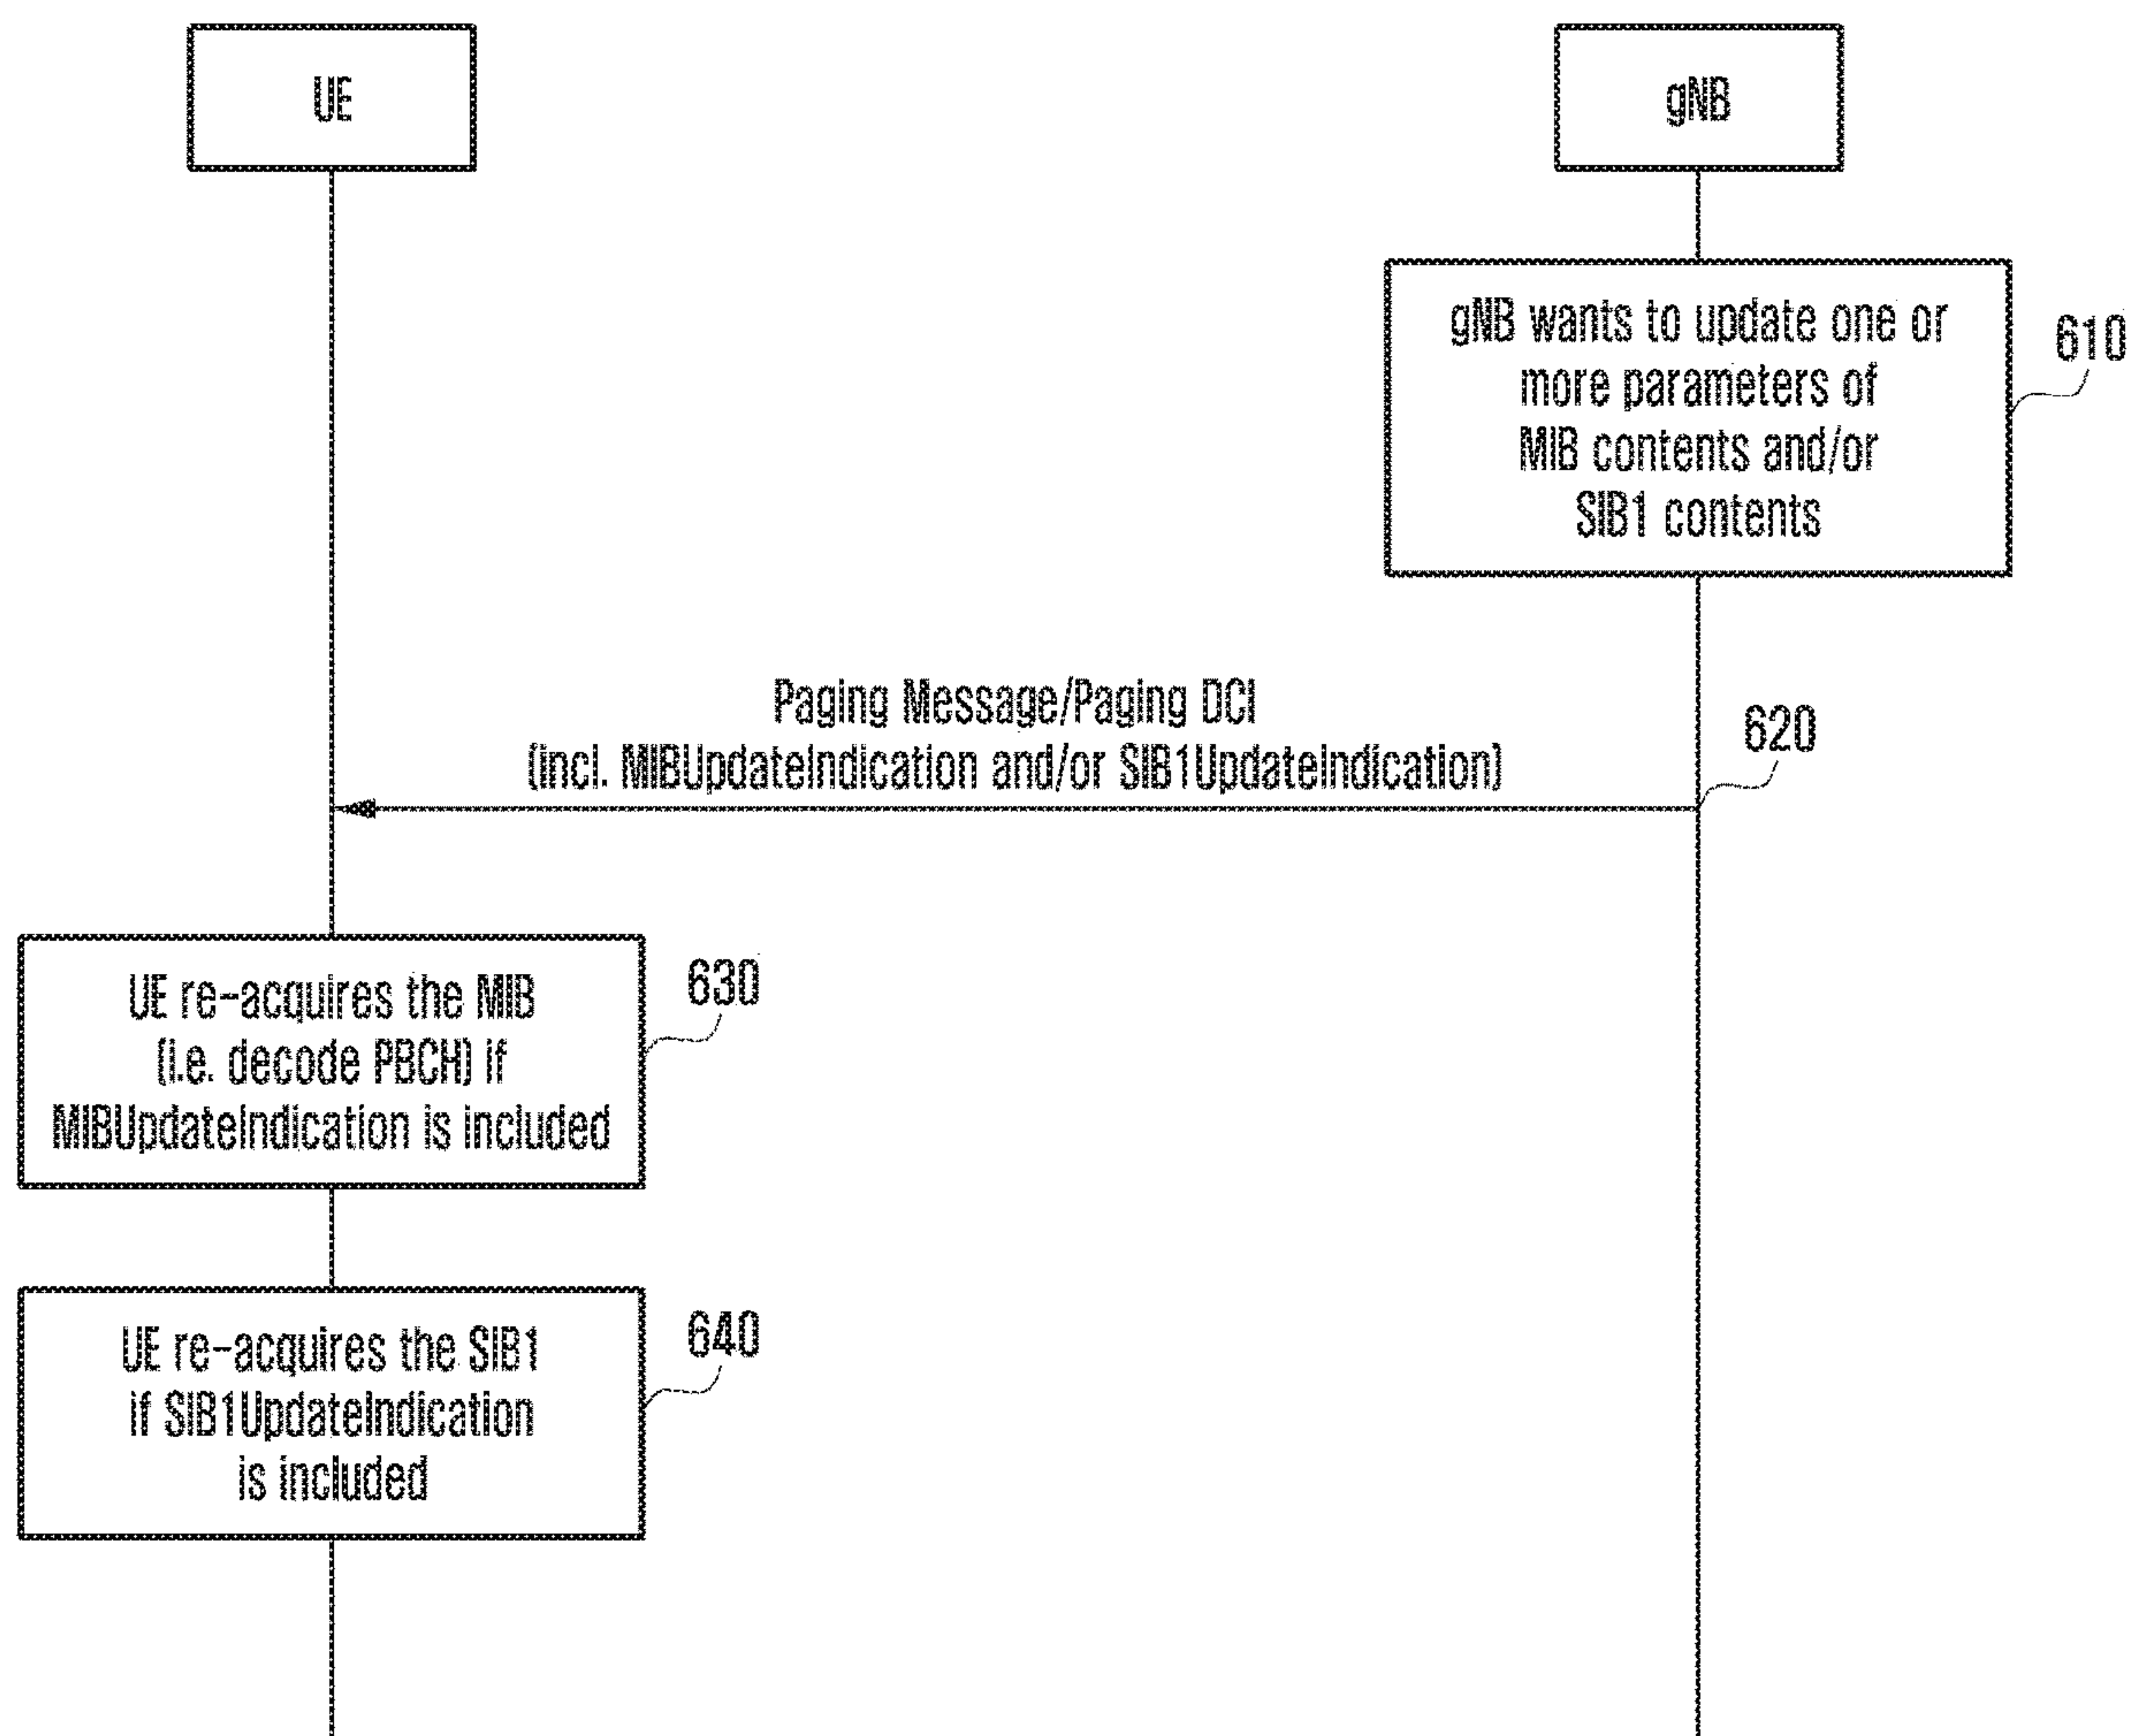 UE
gNB
gNB wants to update one or
more parameters of
MIB contents and/or
SIB1 contents
610
Paging Message/Paging DCI
(incl. MIBUpdateIndication and/or SIB1UpdateIndication)
620
UE re-acquires the MIB
(i.e. decode PBCH) if
MIBUpdateIndication is included
630
UE re-acquires the SIB1
if SIB1UpdateIndication
is included
640